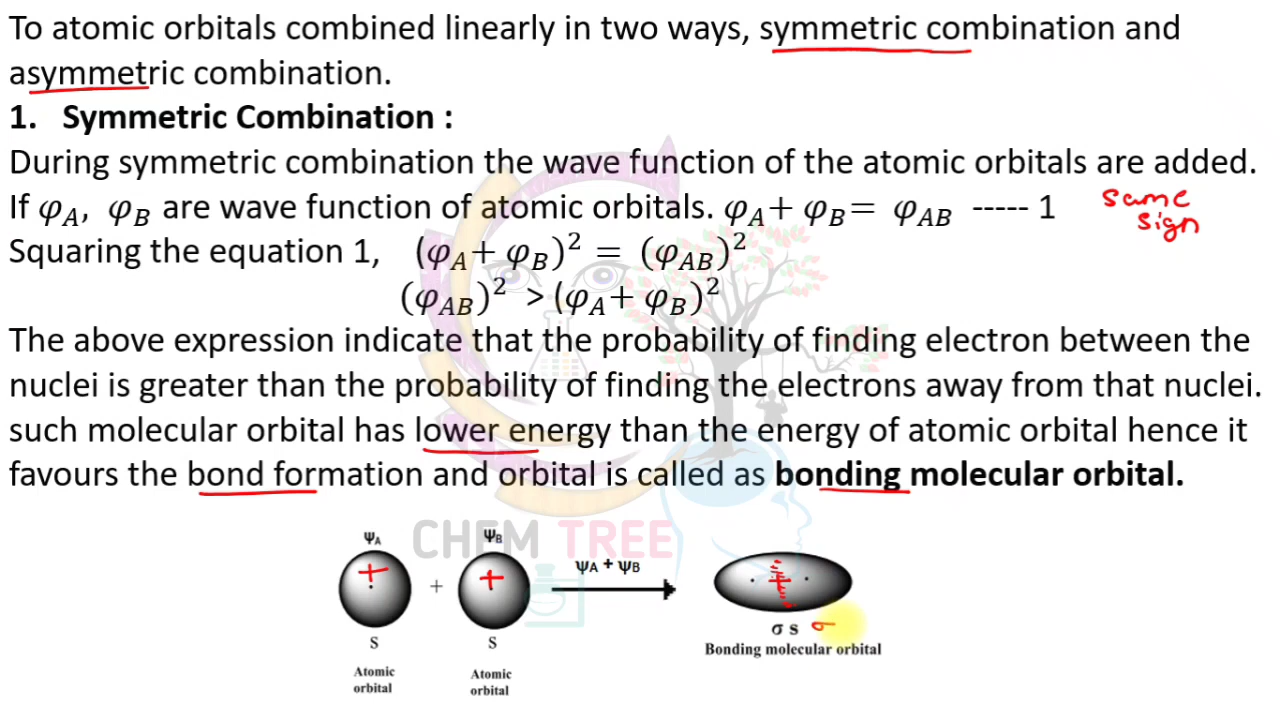 To atomic orbitals combined linearly in two ways, symmetric combination and
asymmetric combination.
1. Symmetric Combination :
During symmetric combination the wave function of the atomic orbitals are added.
If φA, φB are wave function of atomic orbitals. φA+ φB= φAB ----- 1
same
sign
Squaring the equation 1, (φA+ φB)² = (φAB)²
(φAB)² >(φA+ φB)²
The above expression indicate that the probability of finding electron between the
nuclei is greater than the probability of finding the electrons away from that nuclei.
such molecular orbital has lower energy than the energy of atomic orbital hence it
favours the bond formation and orbital is called as bonding molecular orbital.
CHEM TREE
ΨA ΨB
+ + + ΨA + ΨB +
S S σ s σ
Atomic
orbital
Atomic
orbital
Bonding molecular orbital